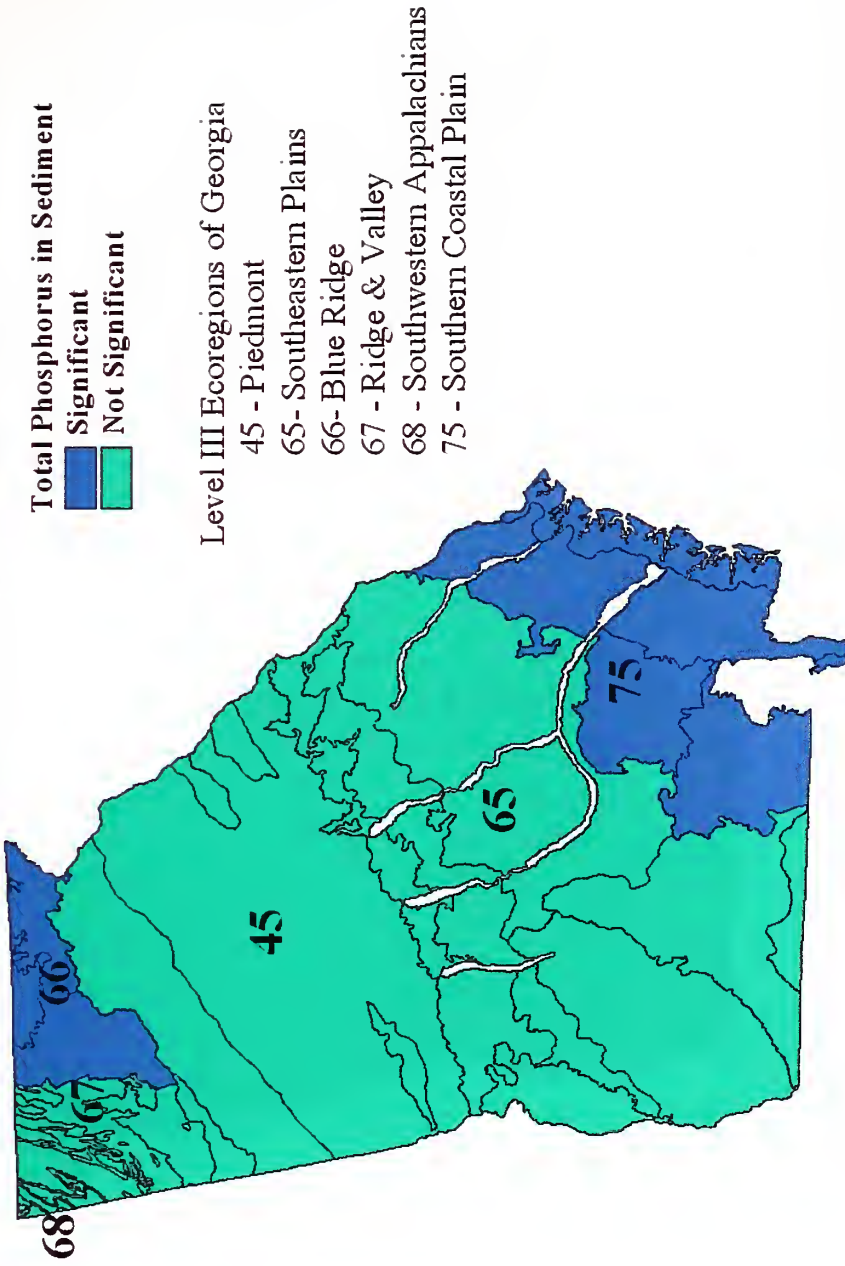 Total Phosphorus in Sediment
Significant
Not Significant
Level III Ecoregions of Georgia
45 - Piedmont
65- Southeastern Plains
66- Blue Ridge
67 - Ridge & Valley
68 - Southwestern Appalachians
75 - Southern Coastal Plain
68
67
66
45
65
75